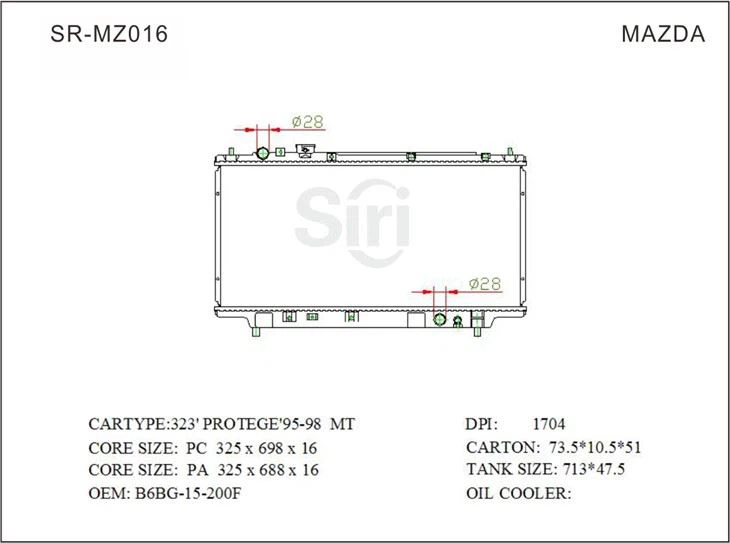 SR-MZ016
MAZDA
Ø28
Siri
Ø28
CARTYPE:323' PROTEGE'95-98 MT
DPI: 1704
CORE SIZE: PC 325 x 698 x 16
CARTON: 73.5*10.5*51
CORE SIZE: PA 325 x 688 x 16
TANK SIZE: 713*47.5
OEM: B6BG-15-200F
OIL COOLER: